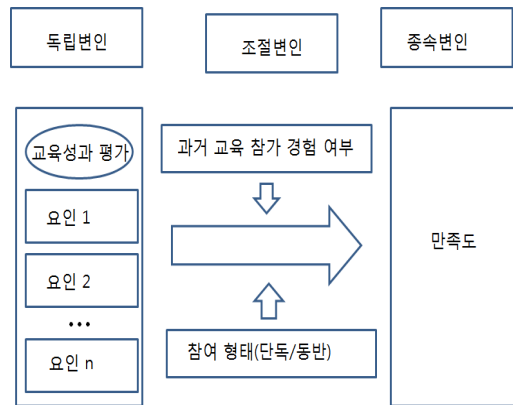 독립변인
조절변인
종속변인
교육성과 평가
과거 교육 참가 경험 여부
요인 1
만족도
요인 2
...
참여 형태(단독/동반)
요인 n